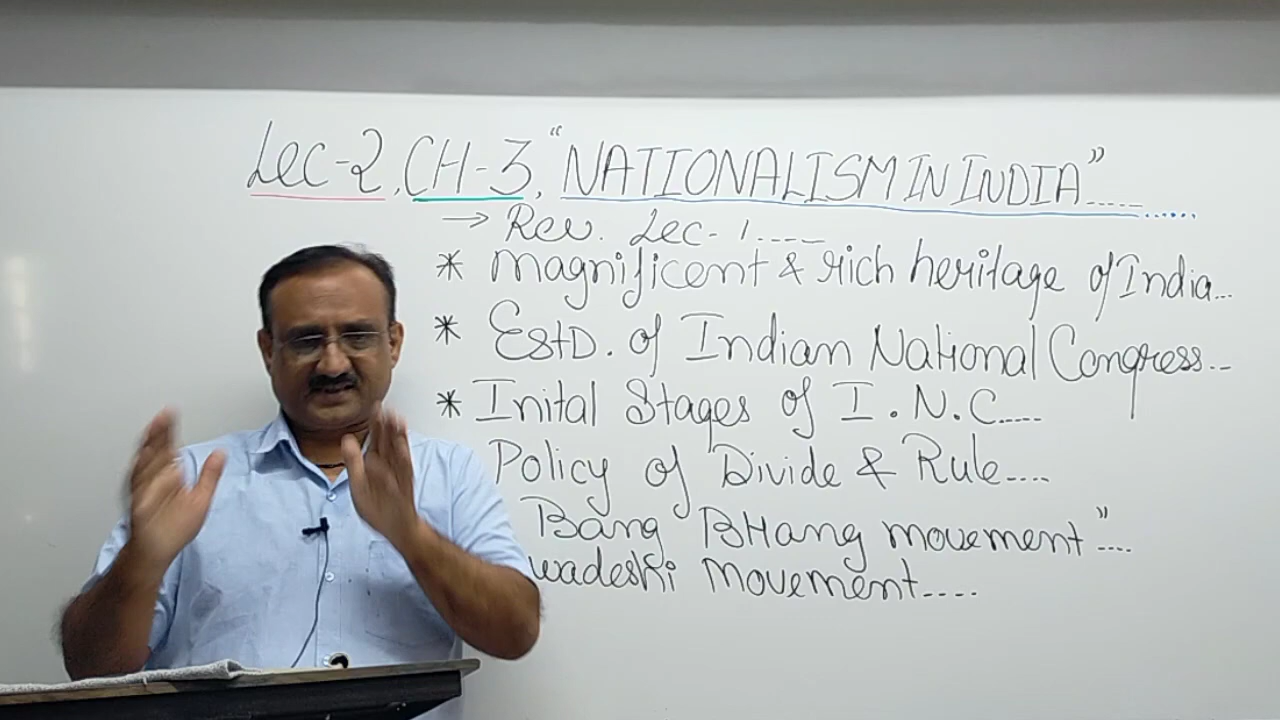 Lec-2, CH-3, "NATIONALISM IN INDIA".....
→ Rev. Lec-1.....
* Magnificent & rich heritage of India...
* EstD. of Indian National Congress...
* Inital Stages of I.N.C.....
Policy of Divide & Rule....
Bang BHang movement"...
wadeshi Movement....